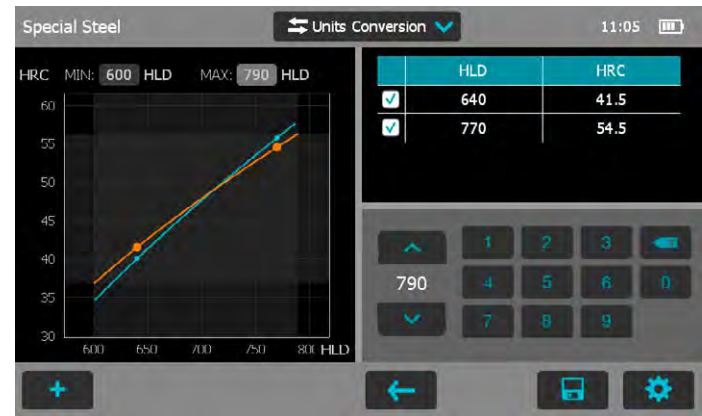 Special Steel
Units Conversion
11:05
HRC MIN: 600 HLD MAX: 790 HLD
60
55
50
45
40
35
30
600 650 700 750 800 HLD
HLD HRC
640 41.5
770 54.5
790
1 2 3
4 5 6 0
7 8 9
+